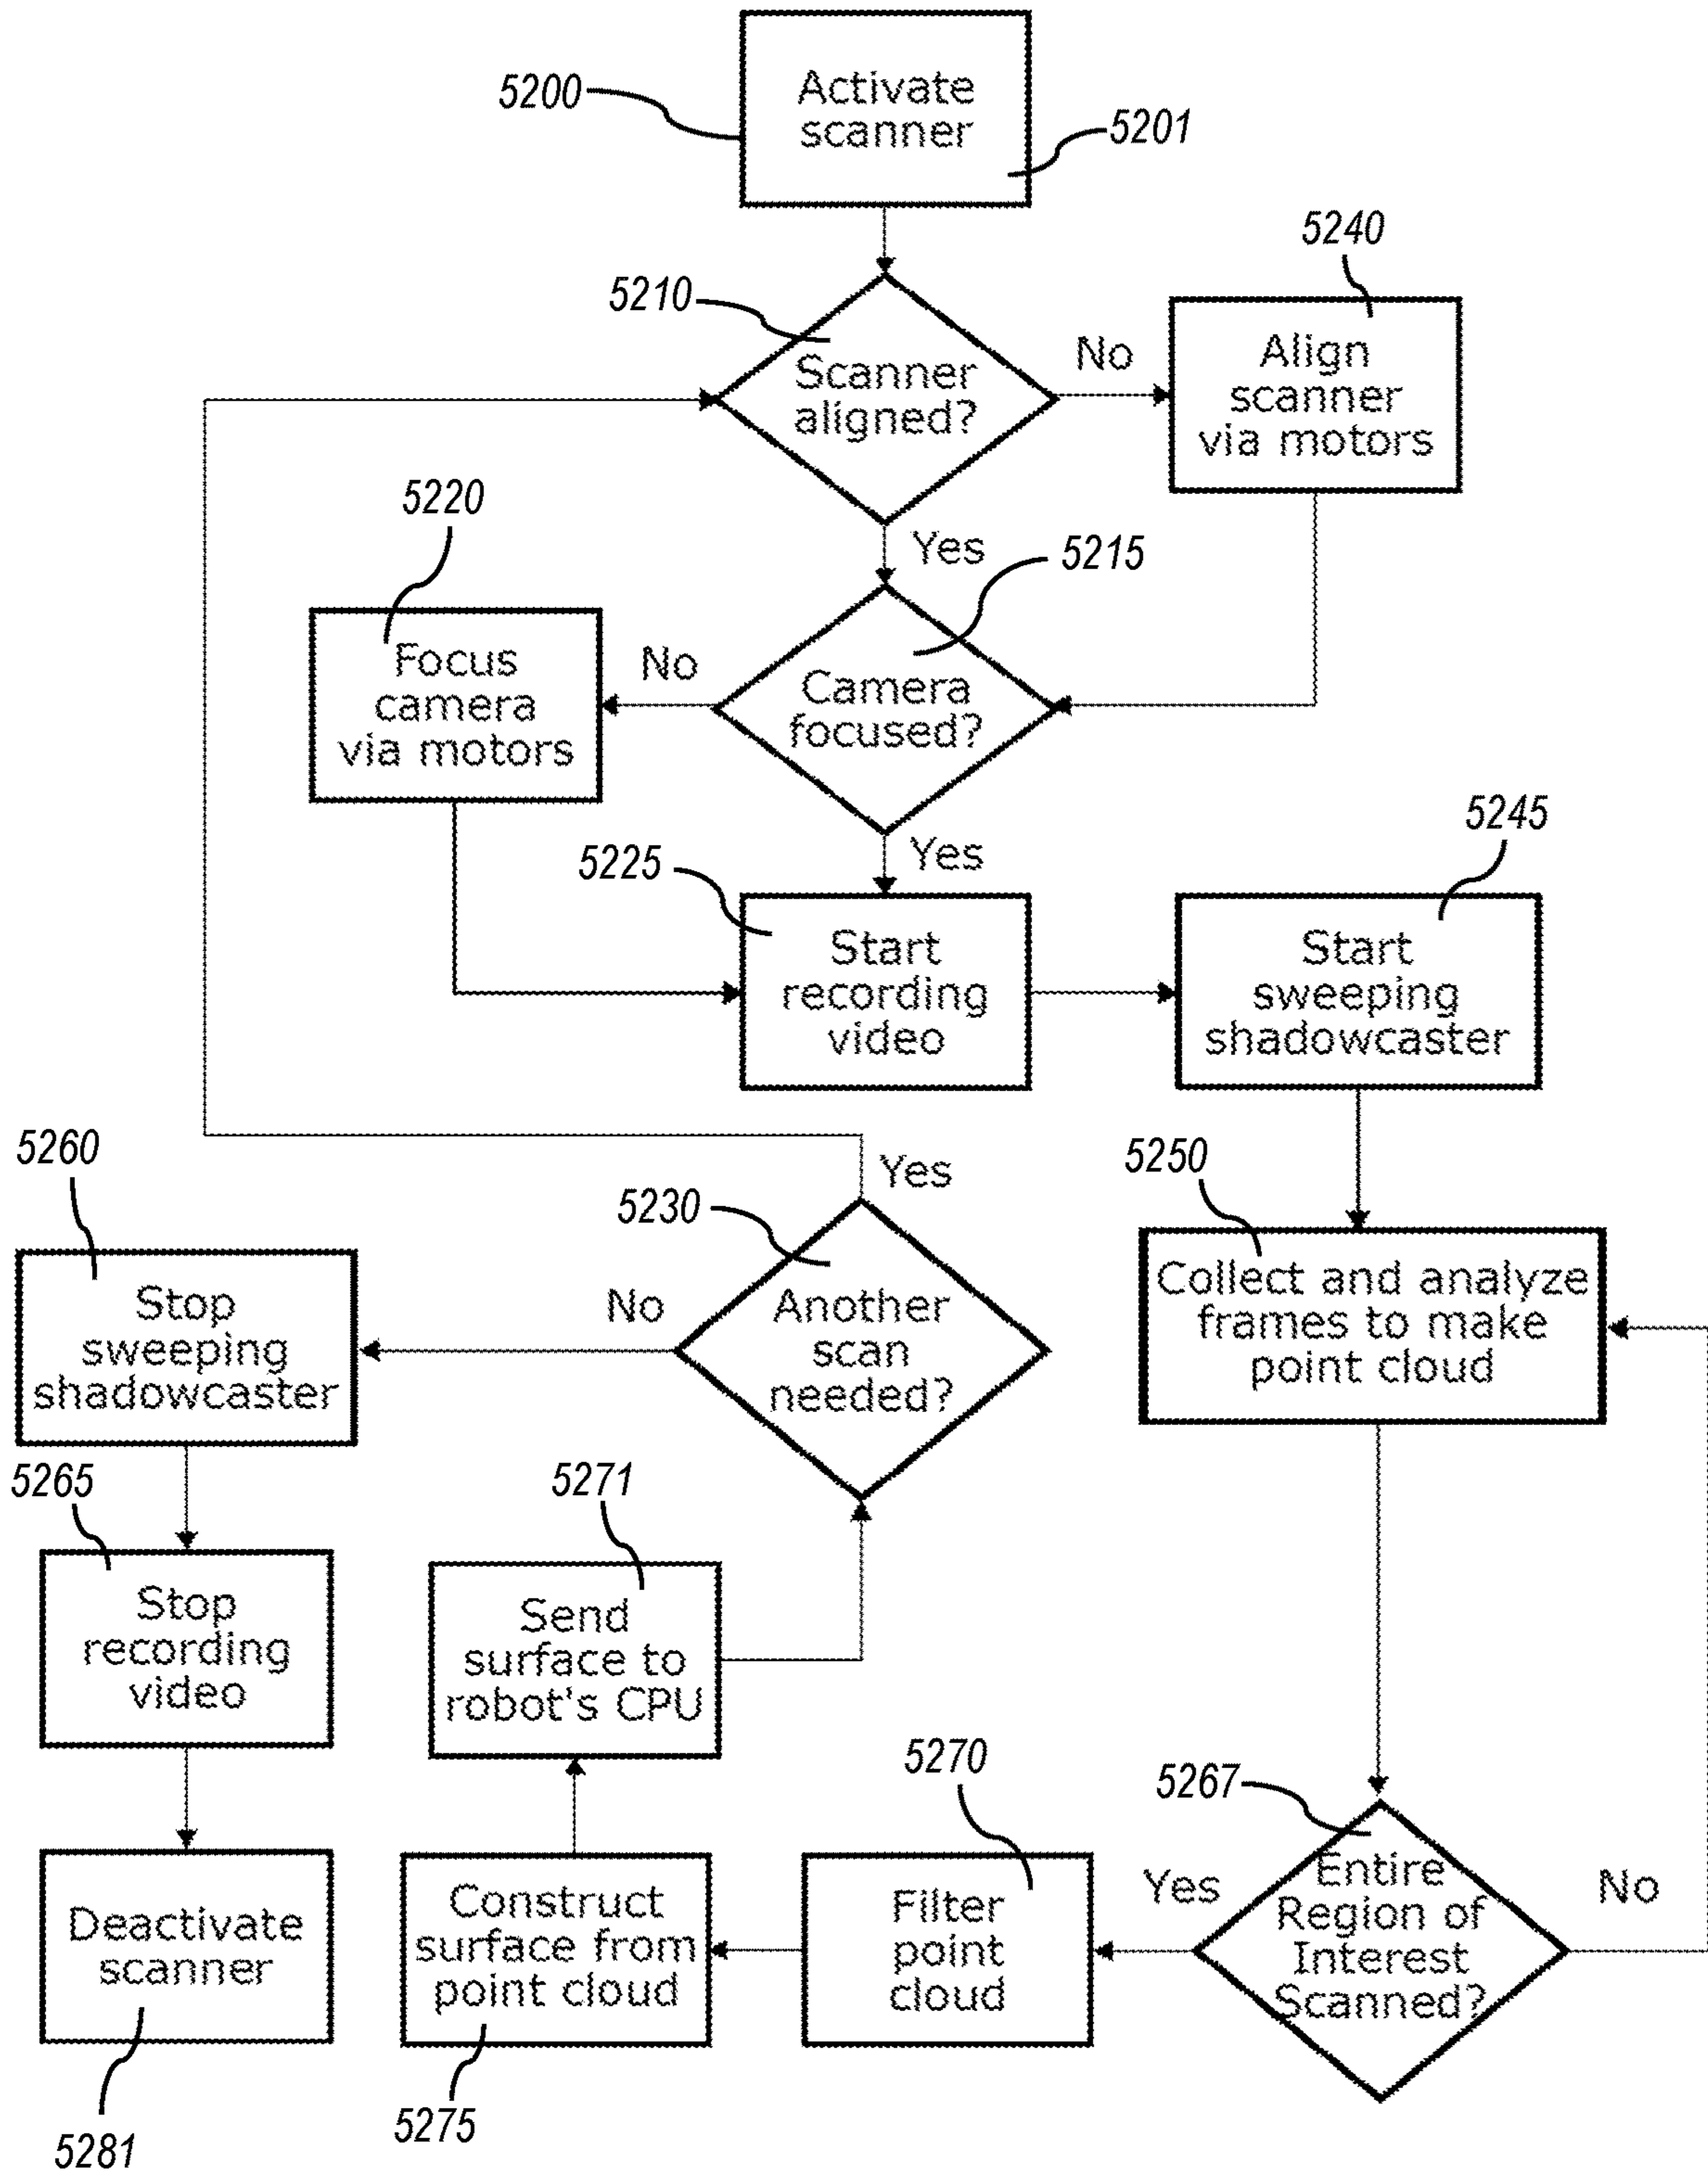 5200
Activate
scanner
5201
5240
5210
Scanner
aligned?
No
Align
scanner
via motors
5220
Yes
5215
Focus
camera
via motors
No
Camera
focused?
5245
5225
Yes
Start
recording
video
Start
sweeping
shadowcaster
5260
Yes
5250
5230
Stop
sweeping
shadowcaster
No
Another
scan
needed?
Collect and analyze
frames to make
point cloud
5265
5271
Stop
recording
video
Send
surface to
robot's CPU
5270
5267
Deactivate
scanner
Construct
surface from
point cloud
Filter
point
cloud
Yes
Entire
Region of
Interest
Scanned?
No
5275
5281